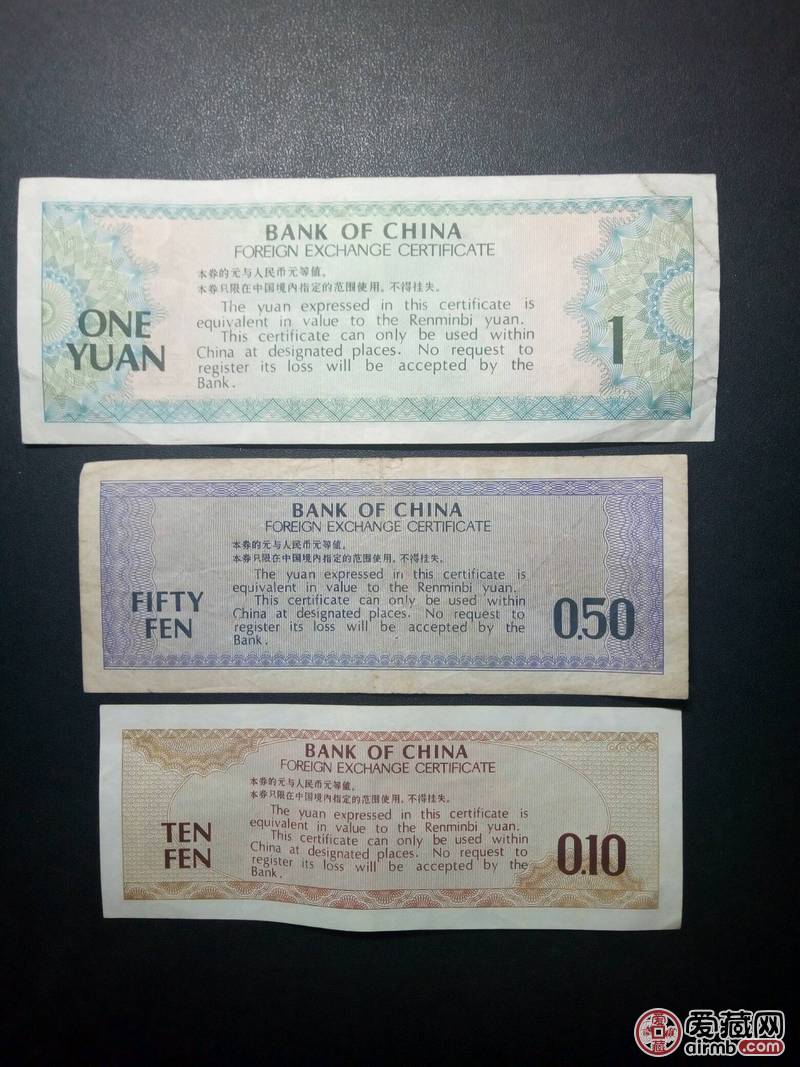 BANK OF CHINA
FOREIGN EXCHANGE CERTIFICATE
本券的元与人民币元等值。
本券只限在中国境内指定的范围使用,不得挂失。
The yuan expressed in this certificate is
equivalent in value to the Renminbi yuan.
This certificate can only be used within
China at designated places. No request to
register its loss will be accepted by the
Bank.
ONE
YUAN
1
BANK OF CHINA
FOREIGN EXCHANGE CERTIFICATE
本券的元与人民币元等值。
本券只限在中国境内指定的范围使用,不得挂失。
The yuan expressed in this certificate is
equivalent in value to the Renminbi yuan.
This certificate can only be used within
China at designated places. No request to
register its loss will be accepted by the
Bank.
FIFTY
FEN
0.50
BANK OF CHINA
FOREIGN EXCHANGE CERTIFICATE
本券的元与人民币元等值。
本券只限在中国境内指定的范围使用,不得挂失。
The yuan expressed in this certificate is
equivalent in value to the Renminbi yuan.
This certificate can only be used within
China at designated places. No request to
register its loss will be accepted by the
Bank.
TEN
FEN
0.10
爱藏网
airmb.com